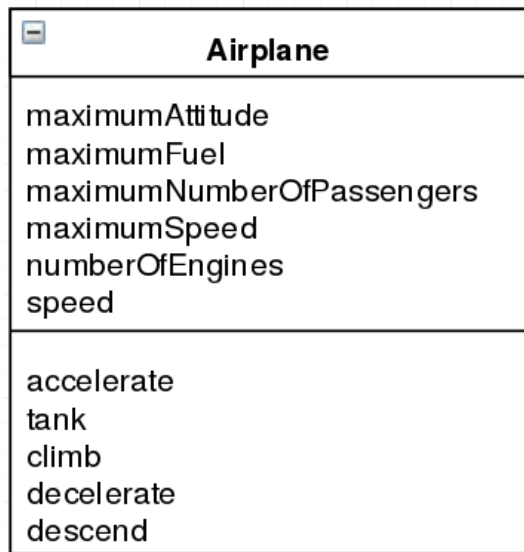 Airplane
maximumAttitude
maximumFuel
maximumNumberOfPassengers
maximumSpeed
numberOfEngines
speed
accelerate
tank
climb
decelerate
descend